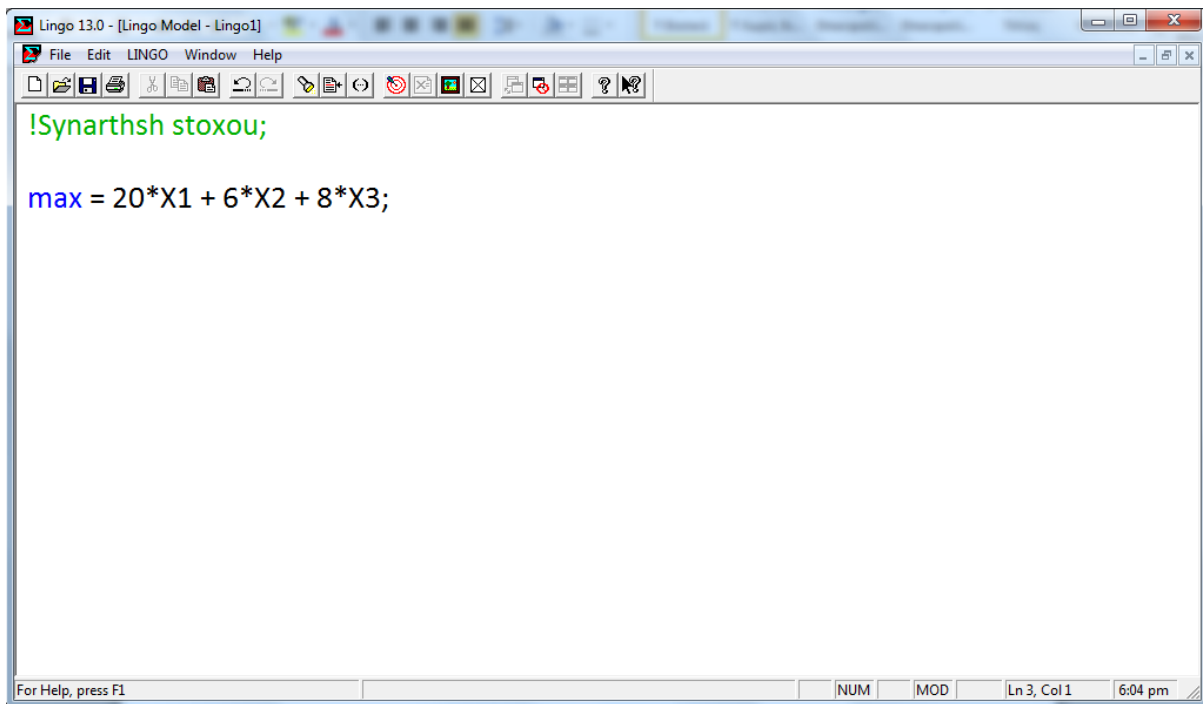 Lingo 13.0 - [Lingo Model - Lingo1]
File Edit LINGO Window Help
!Synarthsh stoxou;
max = 20*X1 + 6*X2 + 8*X3;
For Help, press F1 NUM MOD Ln 3, Col 1 6:04 pm